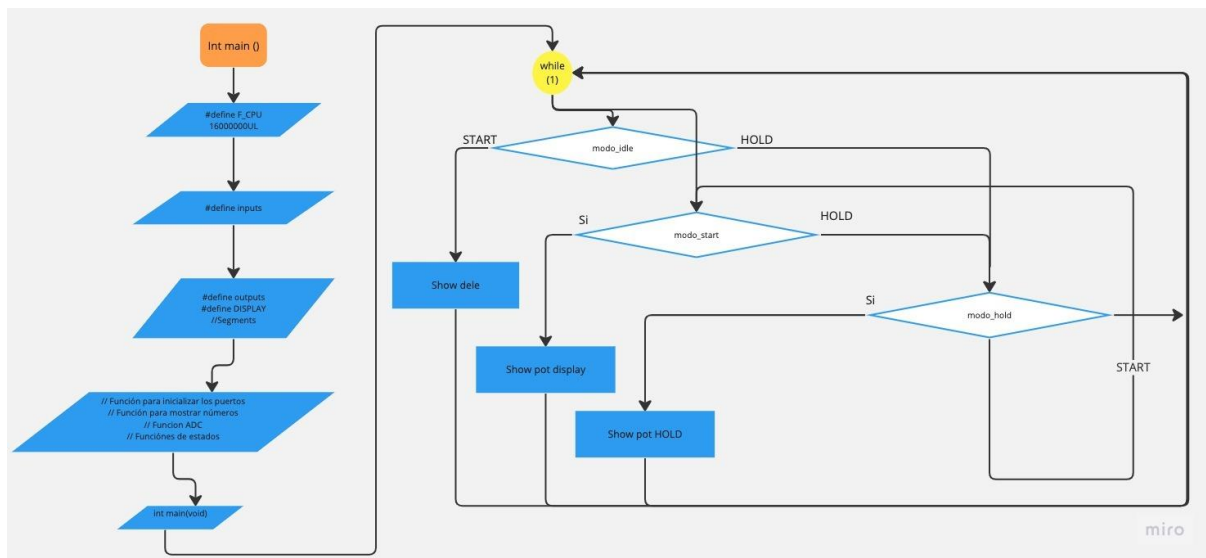 Int main ()
#define F_CPU
16000000UL
#define inputs
#define outputs
#define DISPLAY
//Segments
// Función para inicializar los puertos
// Función para mostrar números
// Funcion ADC
// Funciónes de estados
int main(void)
while
(1)
START
modo_idle
HOLD
Si
modo_start
HOLD
Show dele
Si
modo_hold
Show pot display
START
Show pot HOLD
miro